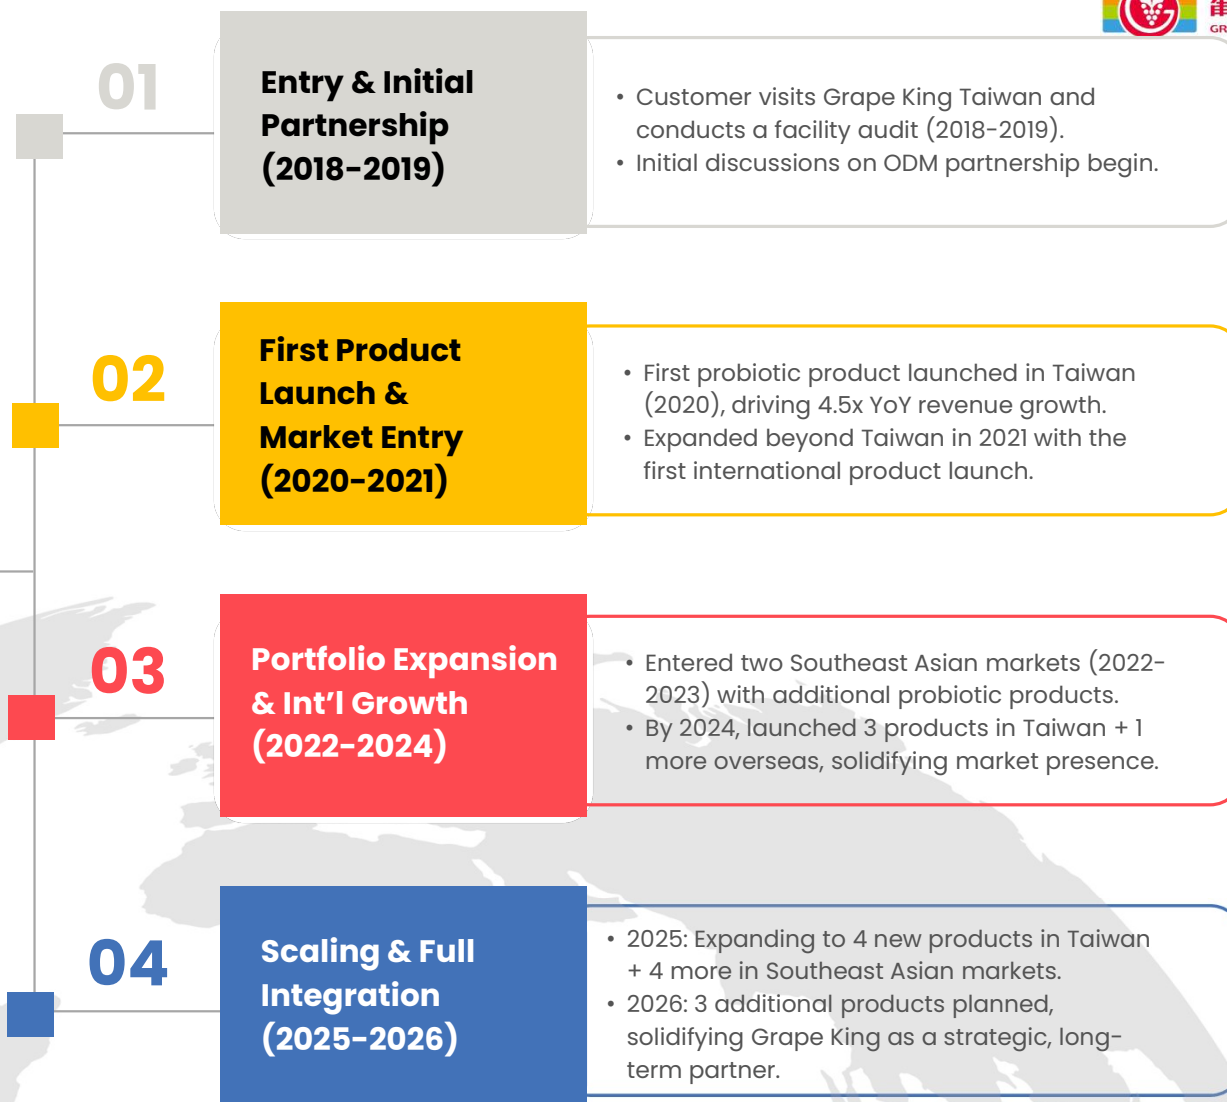 01
Entry & Initial
Partnership
(2018-2019)
• Customer visits Grape King Taiwan and
conducts a facility audit (2018-2019).
• Initial discussions on ODM partnership begin.
02
First Product
Launch &
Market Entry
(2020-2021)
• First probiotic product launched in Taiwan
(2020), driving 4.5x YoY revenue growth.
• Expanded beyond Taiwan in 2021 with the
first international product launch.
03
Portfolio Expansion
& Int’l Growth
(2022-2024)
• Entered two Southeast Asian markets (2022-
2023) with additional probiotic products.
• By 2024, launched 3 products in Taiwan + 1
more overseas, solidifying market presence.
04
Scaling & Full
Integration
(2025-2026)
• 2025: Expanding to 4 new products in Taiwan
+ 4 more in Southeast Asian markets.
• 2026: 3 additional products planned,
solidifying Grape King as a strategic, long-
term partner.